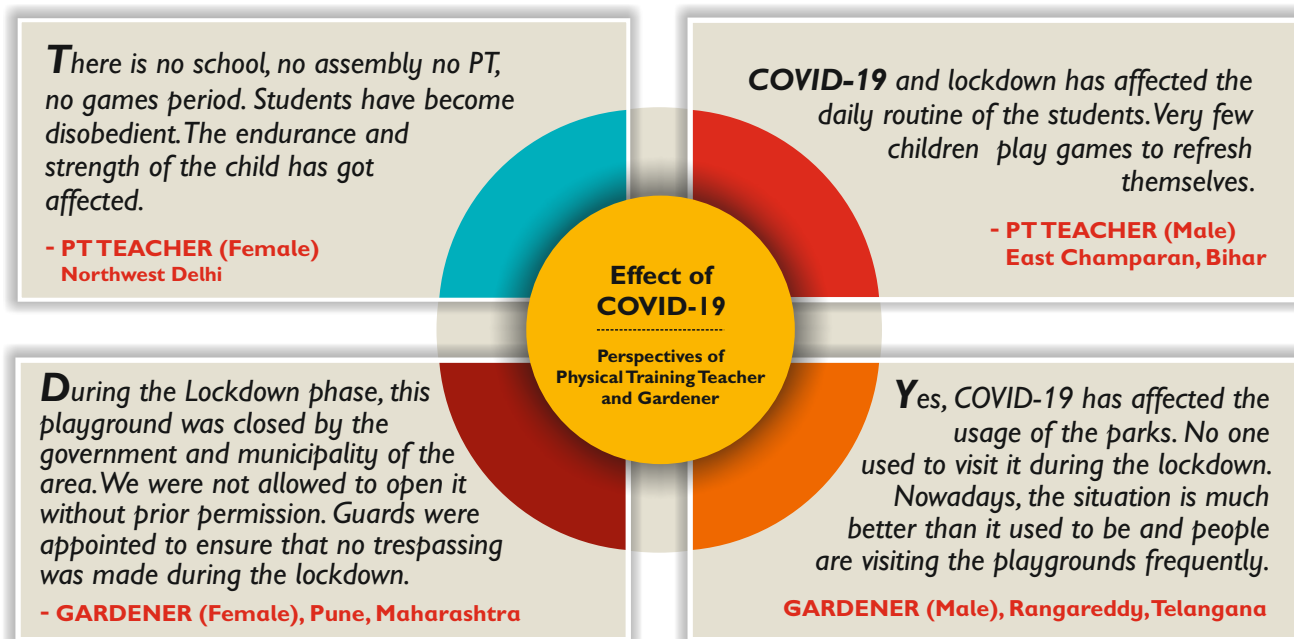 There is no school, no assembly no PT,
no games period. Students have become
disobedient. The endurance and
strength of the child has got
affected.
- PT TEACHER (Female)
Northwest Delhi
COVID-19 and lockdown has affected the
daily routine of the students. Very few
children play games to refresh
themselves.
- PT TEACHER (Male)
East Champaran, Bihar
Effect of
COVID-19
Perspectives of
Physical Training Teacher
and Gardener
During the Lockdown phase, this
playground was closed by the
government and municipality of the
area. We were not allowed to open it
without prior permission. Guards were
appointed to ensure that no trespassing
was made during the lockdown.
- GARDENER (Female), Pune, Maharashtra
Yes, COVID-19 has affected the
usage of the parks. No one
used to visit it during the lockdown.
Nowadays, the situation is much
better than it used to be and people
are visiting the playgrounds frequently.
GARDENER (Male), Rangareddy, Telangana